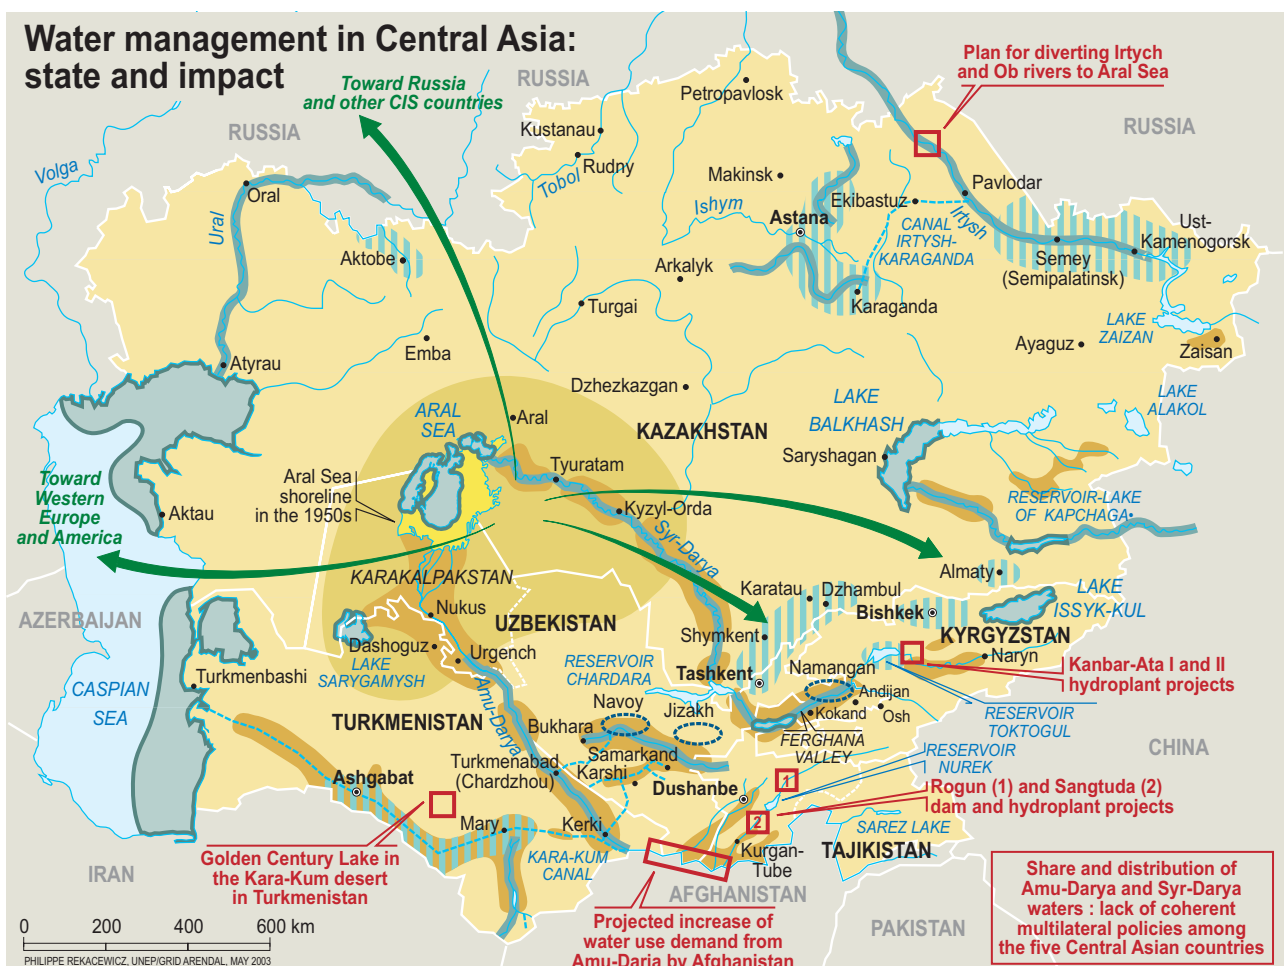 Water management in Central Asia:
state and impact
Toward Russia
and other CIS countries
RUSSIA
Plan for diverting Irtych
and Ob rivers to Aral Sea
RUSSIA
RUSSIA
Petropavlosk
Kustanau
Rudny
Tobol
Volga
Oral
Ural
Makinsk
Ishym
Astana
Ekibastuz
Pavlodar
Irtysh
CANAL
IRTYSH-
KARAGANDA
Ust-
Kamenogorsk
Semey
(Semipalatinsk)
Aktobe
Arkalyk
Karaganda
Turgai
LAKE
ZAIZAN
Zaisan
Ayaguz
Emba
Atyrau
Dzhezkazgan
LAKE
BALKHASH
LAKE
ALAKOL
ARAL
SEA
Aral
KAZAKHSTAN
Saryshagan
Tyuratam
Aral Sea
shoreline
in the 1950s
Toward
Western
Europe
and America
Aktau
Kyzyl-Orda
Syr-Darya
RESERVOIR-LAKE
OF KAPCHAGA
Almaty
KARAKALPAKSTAN
Karatau
Dzhambul
Bishkek
LAKE
ISSYK-KUL
AZERBAIJAN
Nukus
UZBEKISTAN
Shymkent
KYRGYZSTAN
Dashoguz
Urgench
LAKE
SARYGAMYSH
RESERVOIR
CHARDARA
Tashkent
Namangan
Naryn
Kanbar-Ata I and II
hydroplant projects
Turkmenbashi
CASPIAN
SEA
Amu-Darya
Navoy
Jizakh
Andijan
Kokand
Osh
RESERVOIR
TOKTOGUL
TURKMENISTAN
Bukhara
FERGHANA
VALLEY
Samarkand
Turkmenabad
(Chardzhou)
Karshi
RESERVOIR
NUREK
CHINA
Ashgabat
Dushanbe
1
Rogun (1) and Sangtuda (2)
dam and hydroplant projects
2
Mary
Kerki
SAREZ LAKE
Kurgan-
Tube
TAJIKISTAN
Golden Century Lake in
the Kara-Kum desert
in Turkmenistan
KARA-KUM
CANAL
IRAN
AFGHANISTAN
PAKISTAN
Projected increase of
water use demand from
Amu-Daria by Afghanistan
Share and distribution of
Amu-Darya and Syr-Darya
waters : lack of coherent
multilateral policies among
the five Central Asian countries
0 200 400 600 km
PHILIPPE REKACEWICZ, UNEP/GRID ARENDAL, MAY 2003